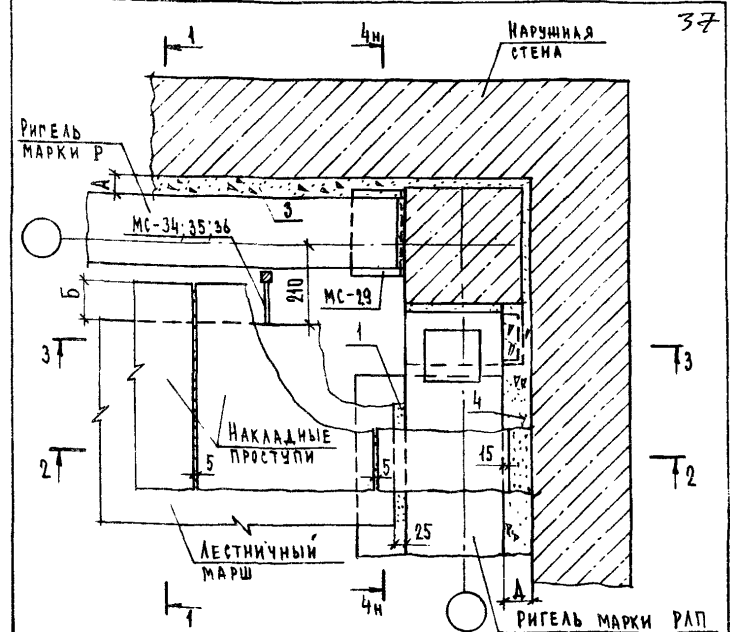 37
1
4н
НАРУЖНАЯ
СТЕНА
РИГЕЛЬ
МАРКИ Р
А
3
МС-34;35;36
МС-29
210
Б
1
3
3
4
НАКЛАДНЫЕ
ПРОСТУПИ
5
5
15
2
2
25
ЛЕСТНИЧНЫЙ
МАРШ
Д
1
4н
РИГЕЛЬ МАРКИ РЛП